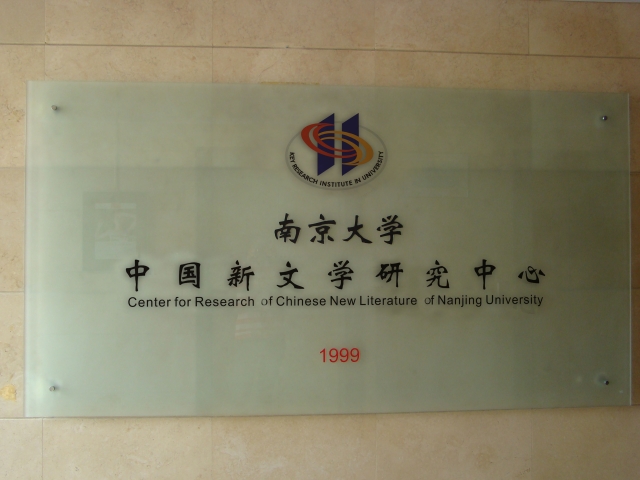 KEY RESEARCH INSTITUTE IN UNIVERSITY
南京大学
中国新文学研究中心
Center for Research of Chinese New Literature of Nanjing University
1999